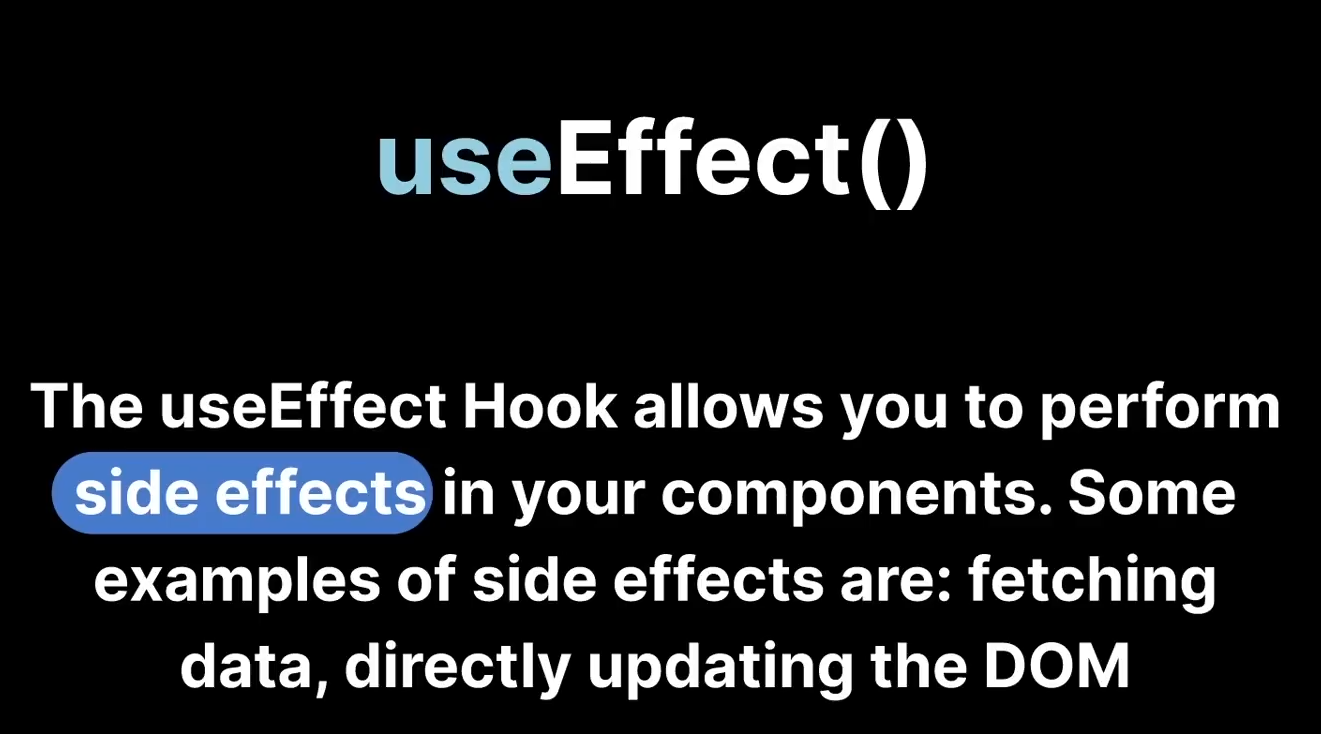 useEffect()
The useEffect Hook allows you to perform
side effects in your components. Some
examples of side effects are: fetching
data, directly updating the DOM